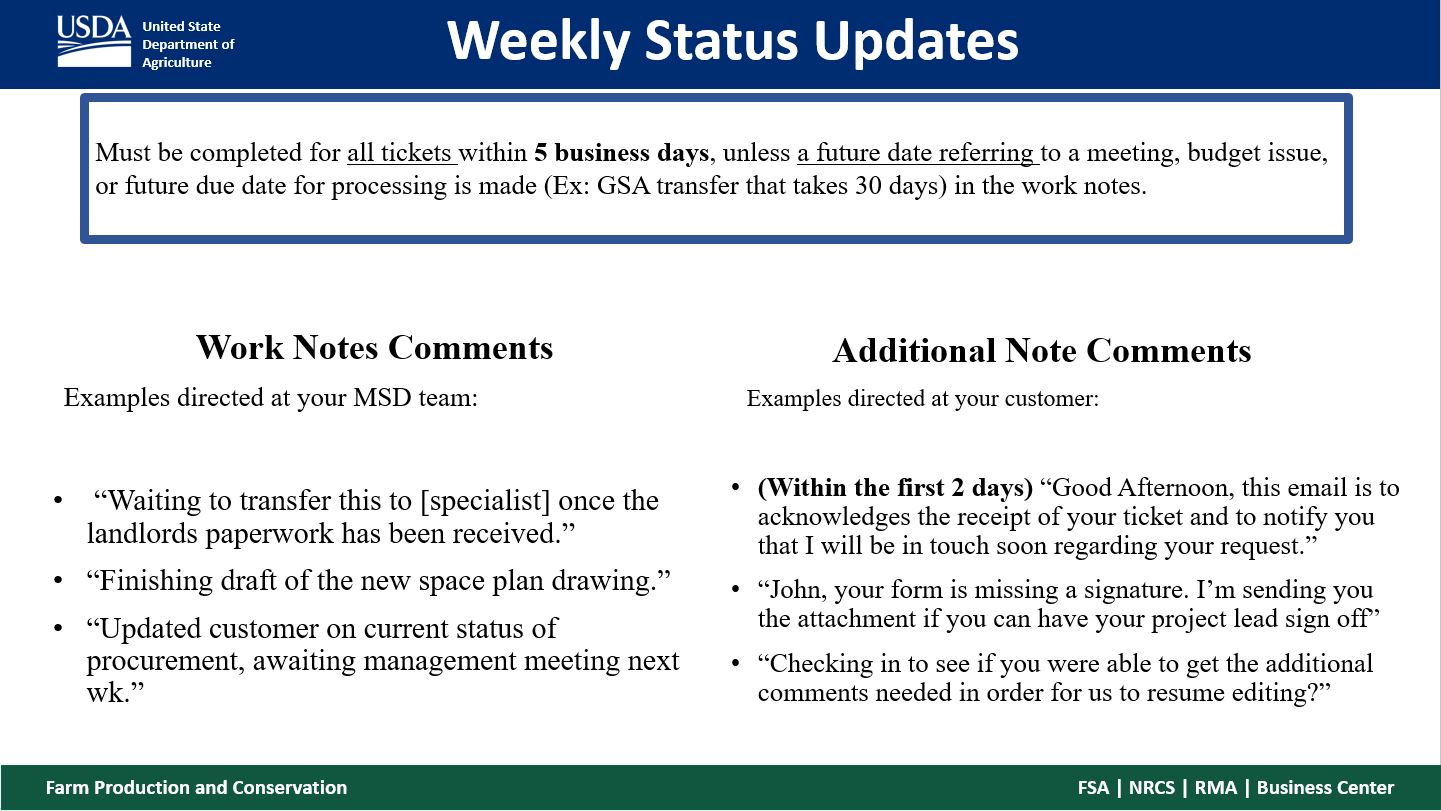 USDA
United State
Department of
Agriculture
Weekly Status Updates
Must be completed for all tickets within 5 business days, unless a future date referring to a meeting, budget issue,
or future due date for processing is made (Ex: GSA transfer that takes 30 days) in the work notes.
Work Notes Comments
Examples directed at your MSD team:
• “Waiting to transfer this to [specialist] once the
landlords paperwork has been received.”
• “Finishing draft of the new space plan drawing.”
• “Updated customer on current status of
procurement, awaiting management meeting next
wk.”
Additional Note Comments
Examples directed at your customer:
• (Within the first 2 days) “Good Afternoon, this email is to
acknowledges the receipt of your ticket and to notify you
that I will be in touch soon regarding your request.”
• “John, your form is missing a signature. I’m sending you
the attachment if you can have your project lead sign off”
• “Checking in to see if you were able to get the additional
comments needed in order for us to resume editing?”
Farm Production and Conservation
FSA | NRCS | RMA | Business Center